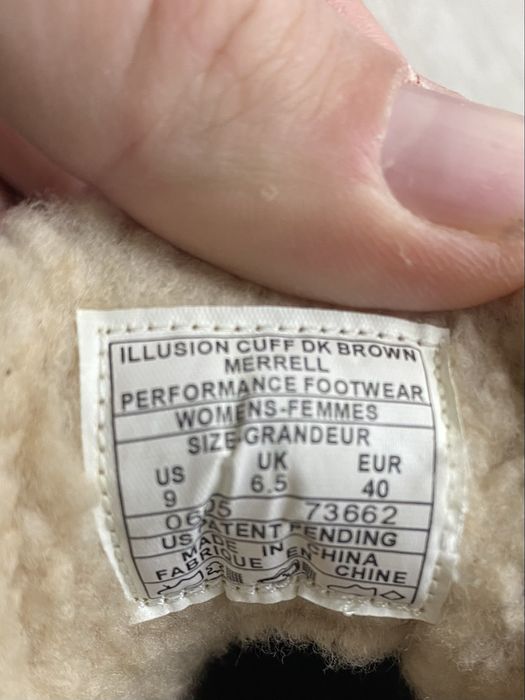 ILLUSION CUFF DK BROWN
MERRELL
PERFORMANCE FOOTWEAR
WOMENS-FEMMES
SIZE-GRANDEUR
US UK EUR
9 6.5 40
0605 73662
US PATENT PENDING
MADE IN CHINA
FABRIQUE EN CHINE